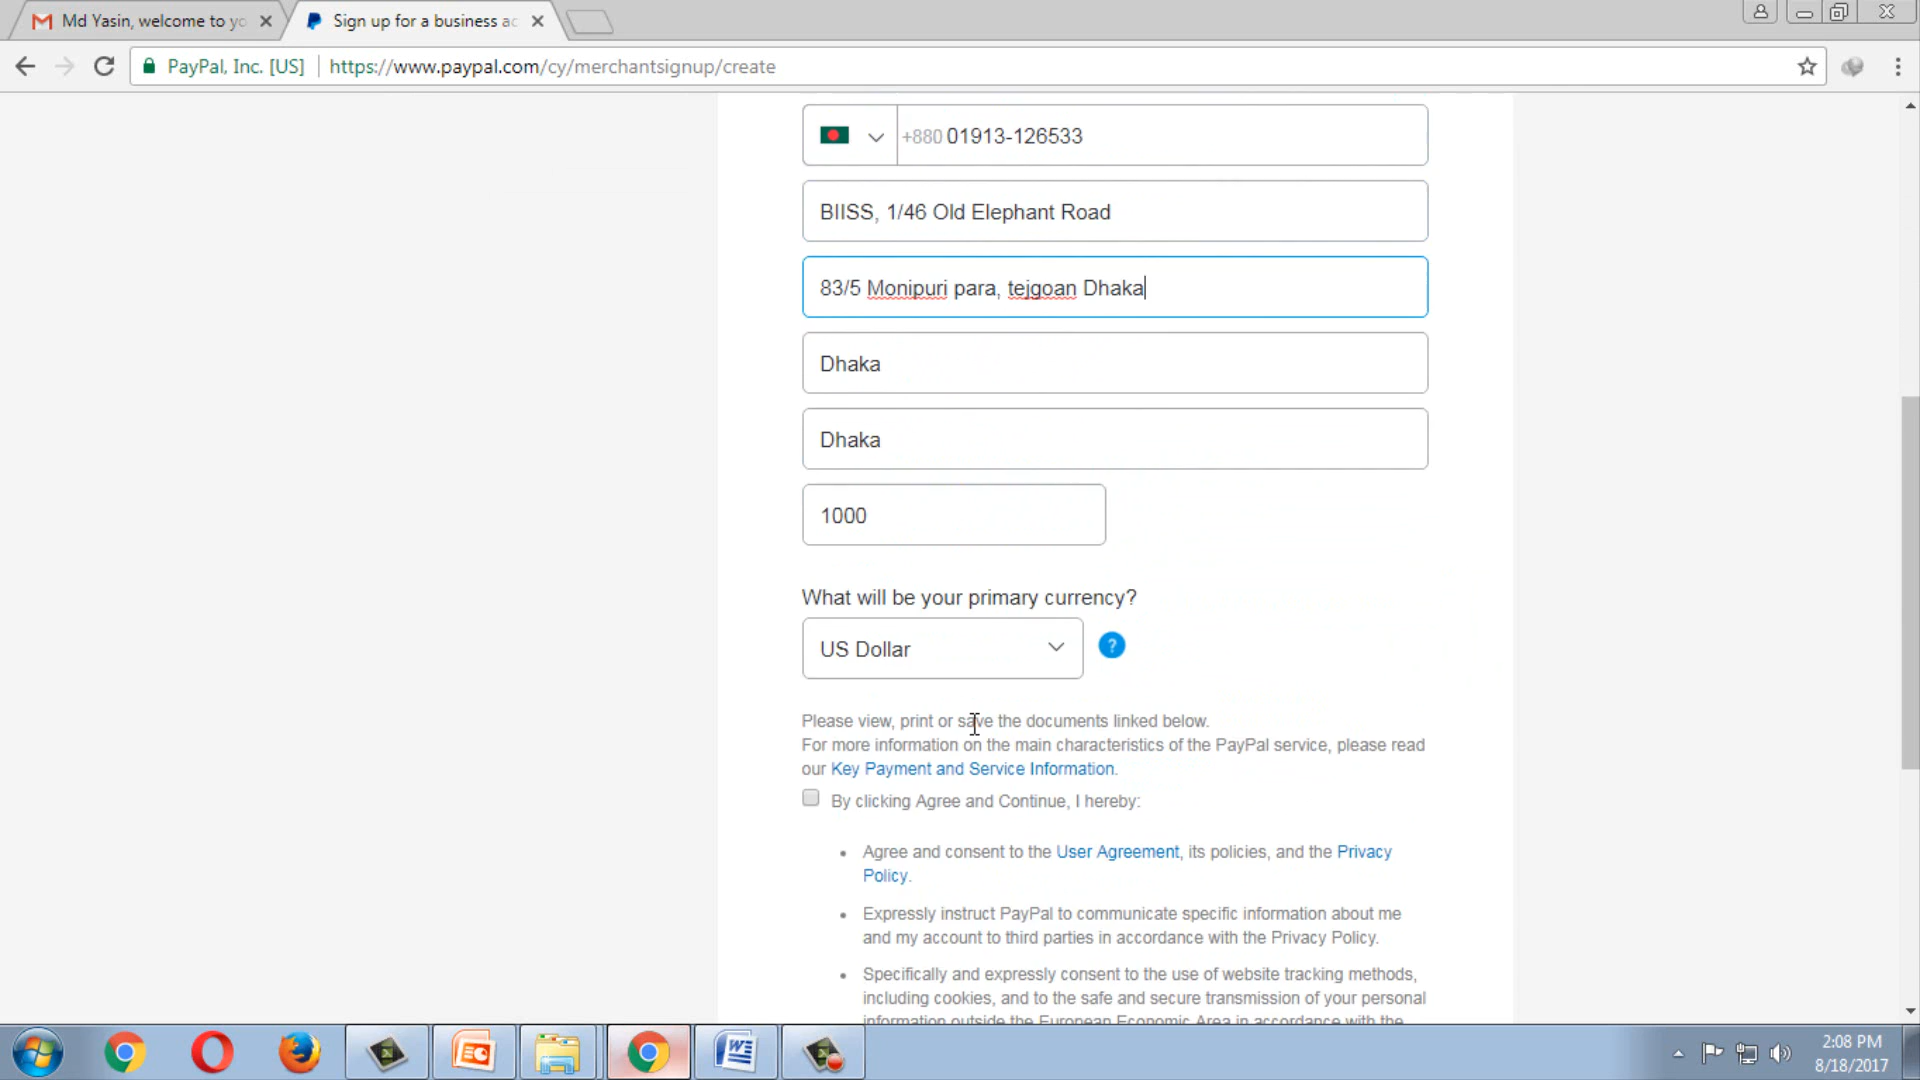 Md Yasin, welcome to yo
Sign up for a business ac
PayPal, Inc. [US]
https://www.paypal.com/cy/merchantsignup/create
+880 01913-126533
BIISS, 1/46 Old Elephant Road
83/5 Monipuri para, tejgoan Dhaka
Dhaka
Dhaka
1000
What will be your primary currency?
US Dollar
?
Please view, print or save the documents linked below.
For more information on the main characteristics of the PayPal service, please read
our Key Payment and Service Information.
By clicking Agree and Continue, I hereby:
• Agree and consent to the User Agreement, its policies, and the Privacy
Policy.
• Expressly instruct PayPal to communicate specific information about me
and my account to third parties in accordance with the Privacy Policy.
• Specifically and expressly consent to the use of website tracking methods,
including cookies, and to the safe and secure transmission of your personal
information outside the European Economic Area in accordance with the
2:08 PM
8/18/2017